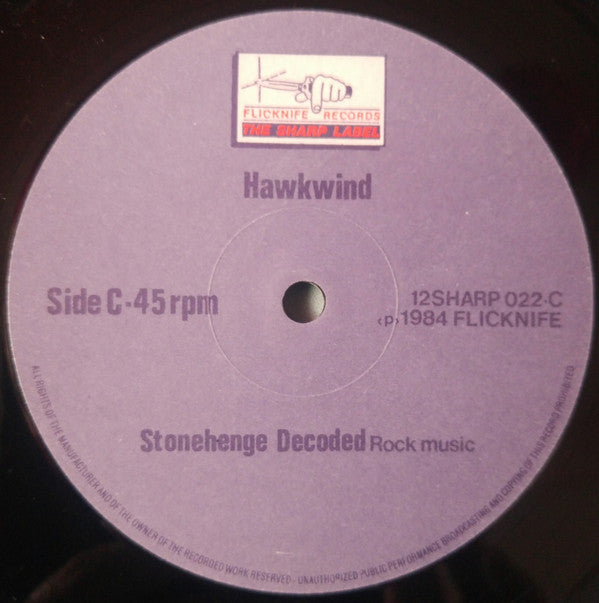 FLICKNIFE RECORDS
THE SHARP LABEL
Hawkwind
Side C·45 rpm
12SHARP 022·C
‹p›1984 FLICKNIFE
Stonehenge Decoded Rock music
ALL RIGHTS OF THE MANUFACTURER AND OF THE OWNER OF THE RECORDED WORK RESERVED · UNAUTHORIZED PUBLIC PERFORMANCE BROADCASTING AND COPYING OF THIS RECORD PROHIBITED